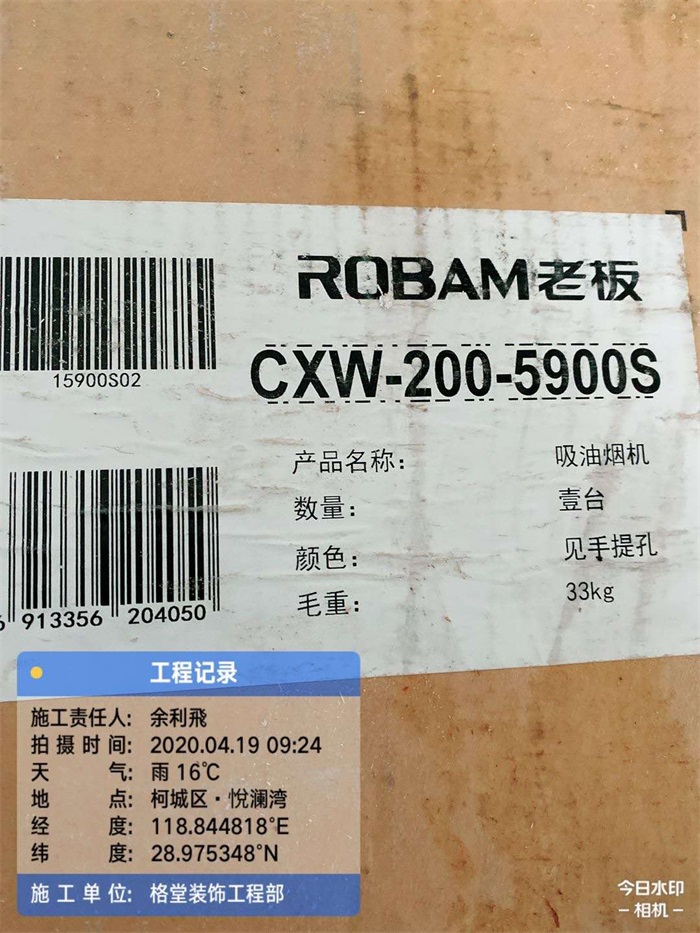 ROBAM老板
15900S02
CXW-200-5900S
产品名称: 吸油烟机
数量: 壹台
颜色: 见手提孔
毛重: 33kg
6 913356 204050
工程记录
施工责任人: 余利飛
拍摄时间: 2020.04.19 09:24
天气: 雨 16℃
地点: 柯城区·悦澜湾
经度: 118.844818°E
纬度: 28.975348°N
施工单位: 格堂装饰工程部
今日水印
-相机-